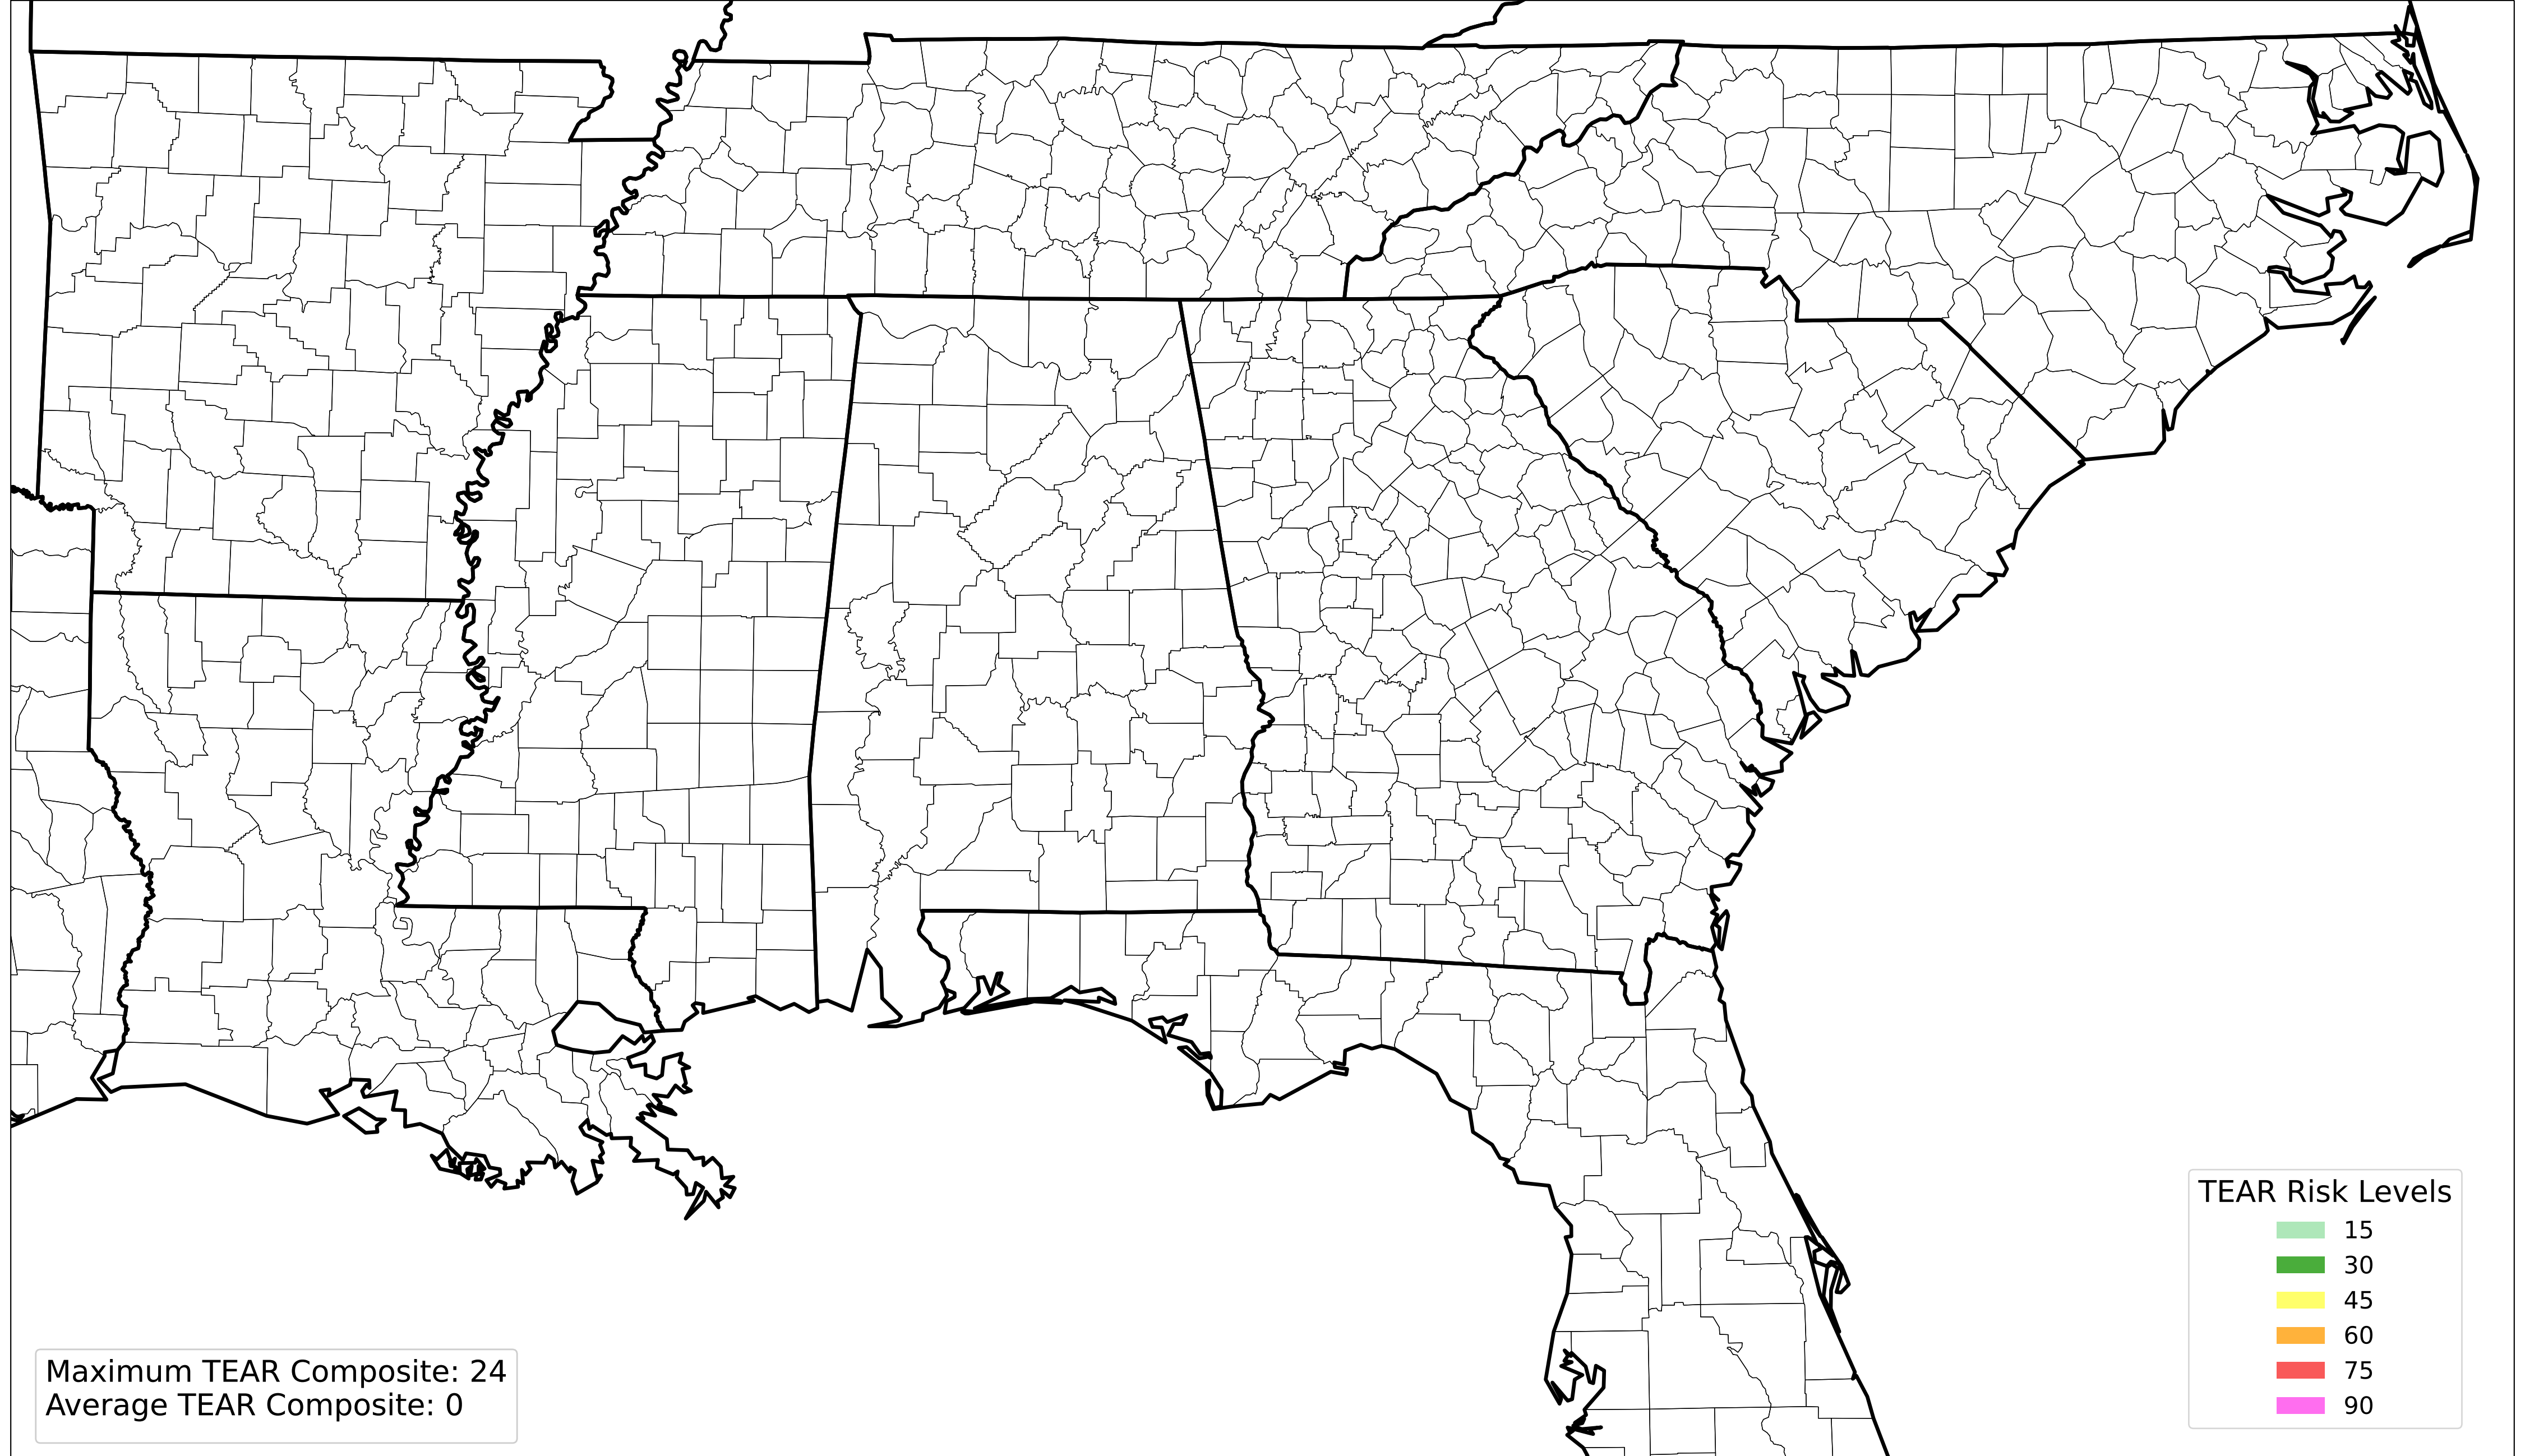 TEAR Risk Levels
15
30
45
60
75
90
Maximum TEAR Composite: 24
Average TEAR Composite: 0